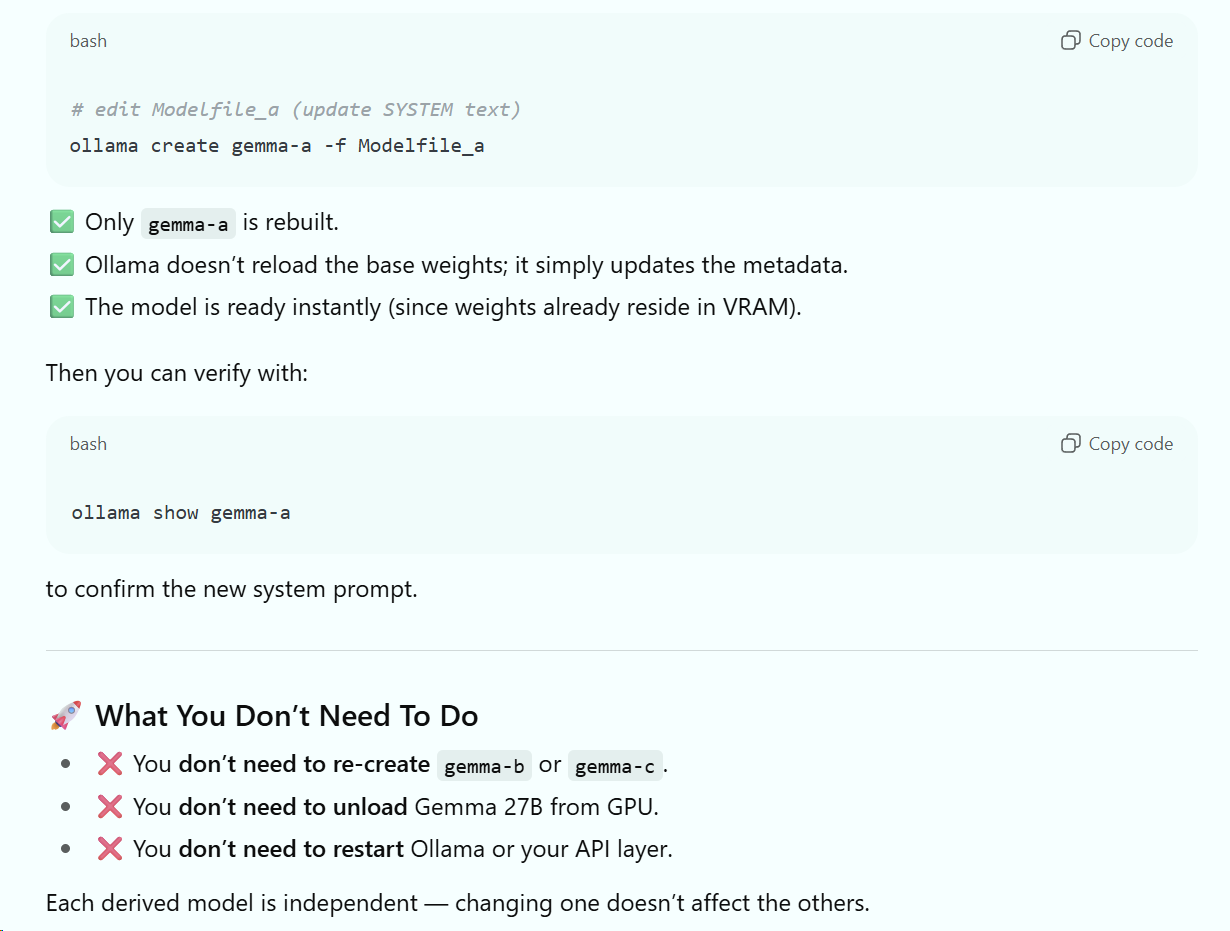 bash
Copy code
# edit Modelfile_a (update SYSTEM text)
ollama create gemma-a -f Modelfile_a
✅ Only gemma-a is rebuilt.
✅ Ollama doesn’t reload the base weights; it simply updates the metadata.
✅ The model is ready instantly (since weights already reside in VRAM).
Then you can verify with:
bash
Copy code
ollama show gemma-a
to confirm the new system prompt.
🚀 What You Don’t Need To Do
• ❌ You don’t need to re-create gemma-b or gemma-c.
• ❌ You don’t need to unload Gemma 27B from GPU.
• ❌ You don’t need to restart Ollama or your API layer.
Each derived model is independent — changing one doesn’t affect the others.